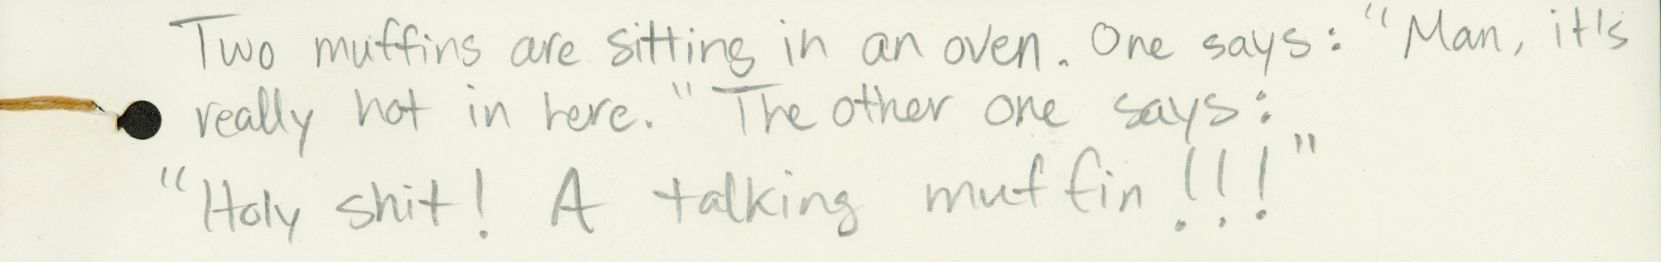 Two muffins are sitting in an oven. One says: "Man, it's
really hot in here." The other one says:
"Holy shit! A talking muffin!!!"